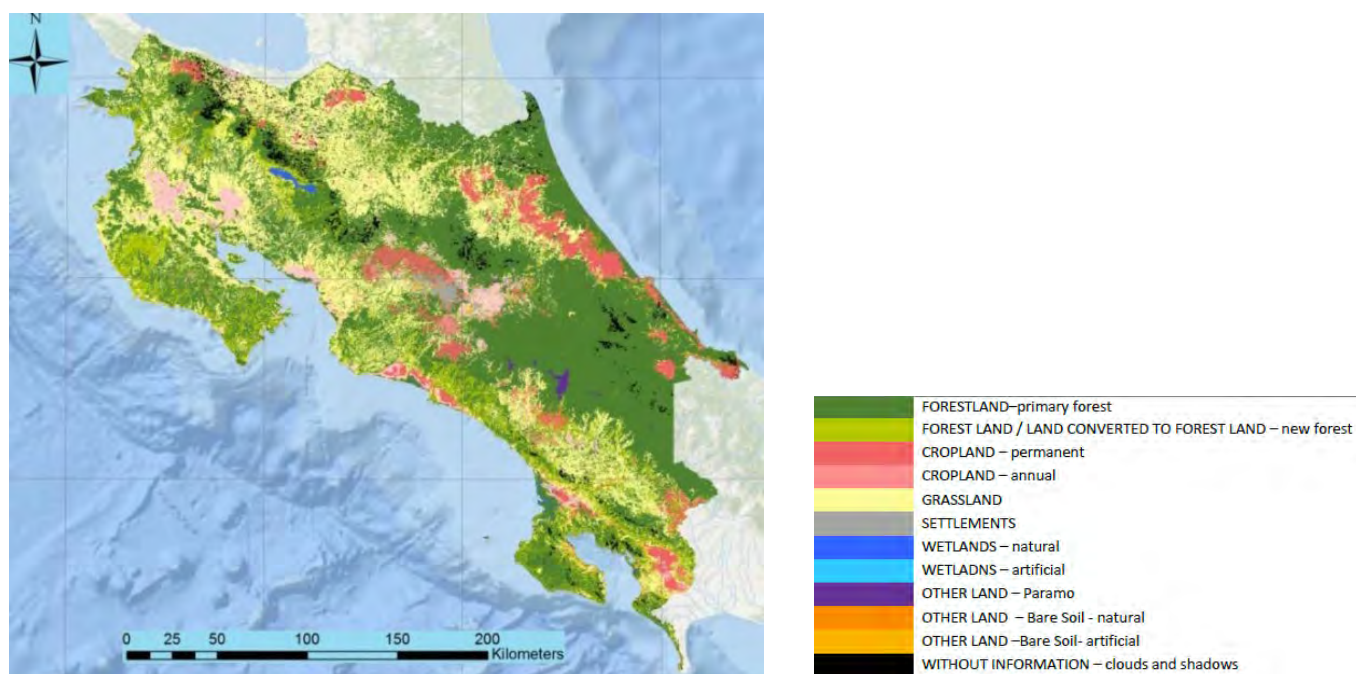 N
0 25 50 100 150 200
Kilometers
FORESTLAND–primary forest
FOREST LAND / LAND CONVERTED TO FOREST LAND – new forest
CROPLAND – permanent
CROPLAND – annual
GRASSLAND
SETTLEMENTS
WETLANDS – natural
WETLADNS – artificial
OTHER LAND – Paramo
OTHER LAND – Bare Soil - natural
OTHER LAND –Bare Soil- artificial
WITHOUT INFORMATION – clouds and shadows